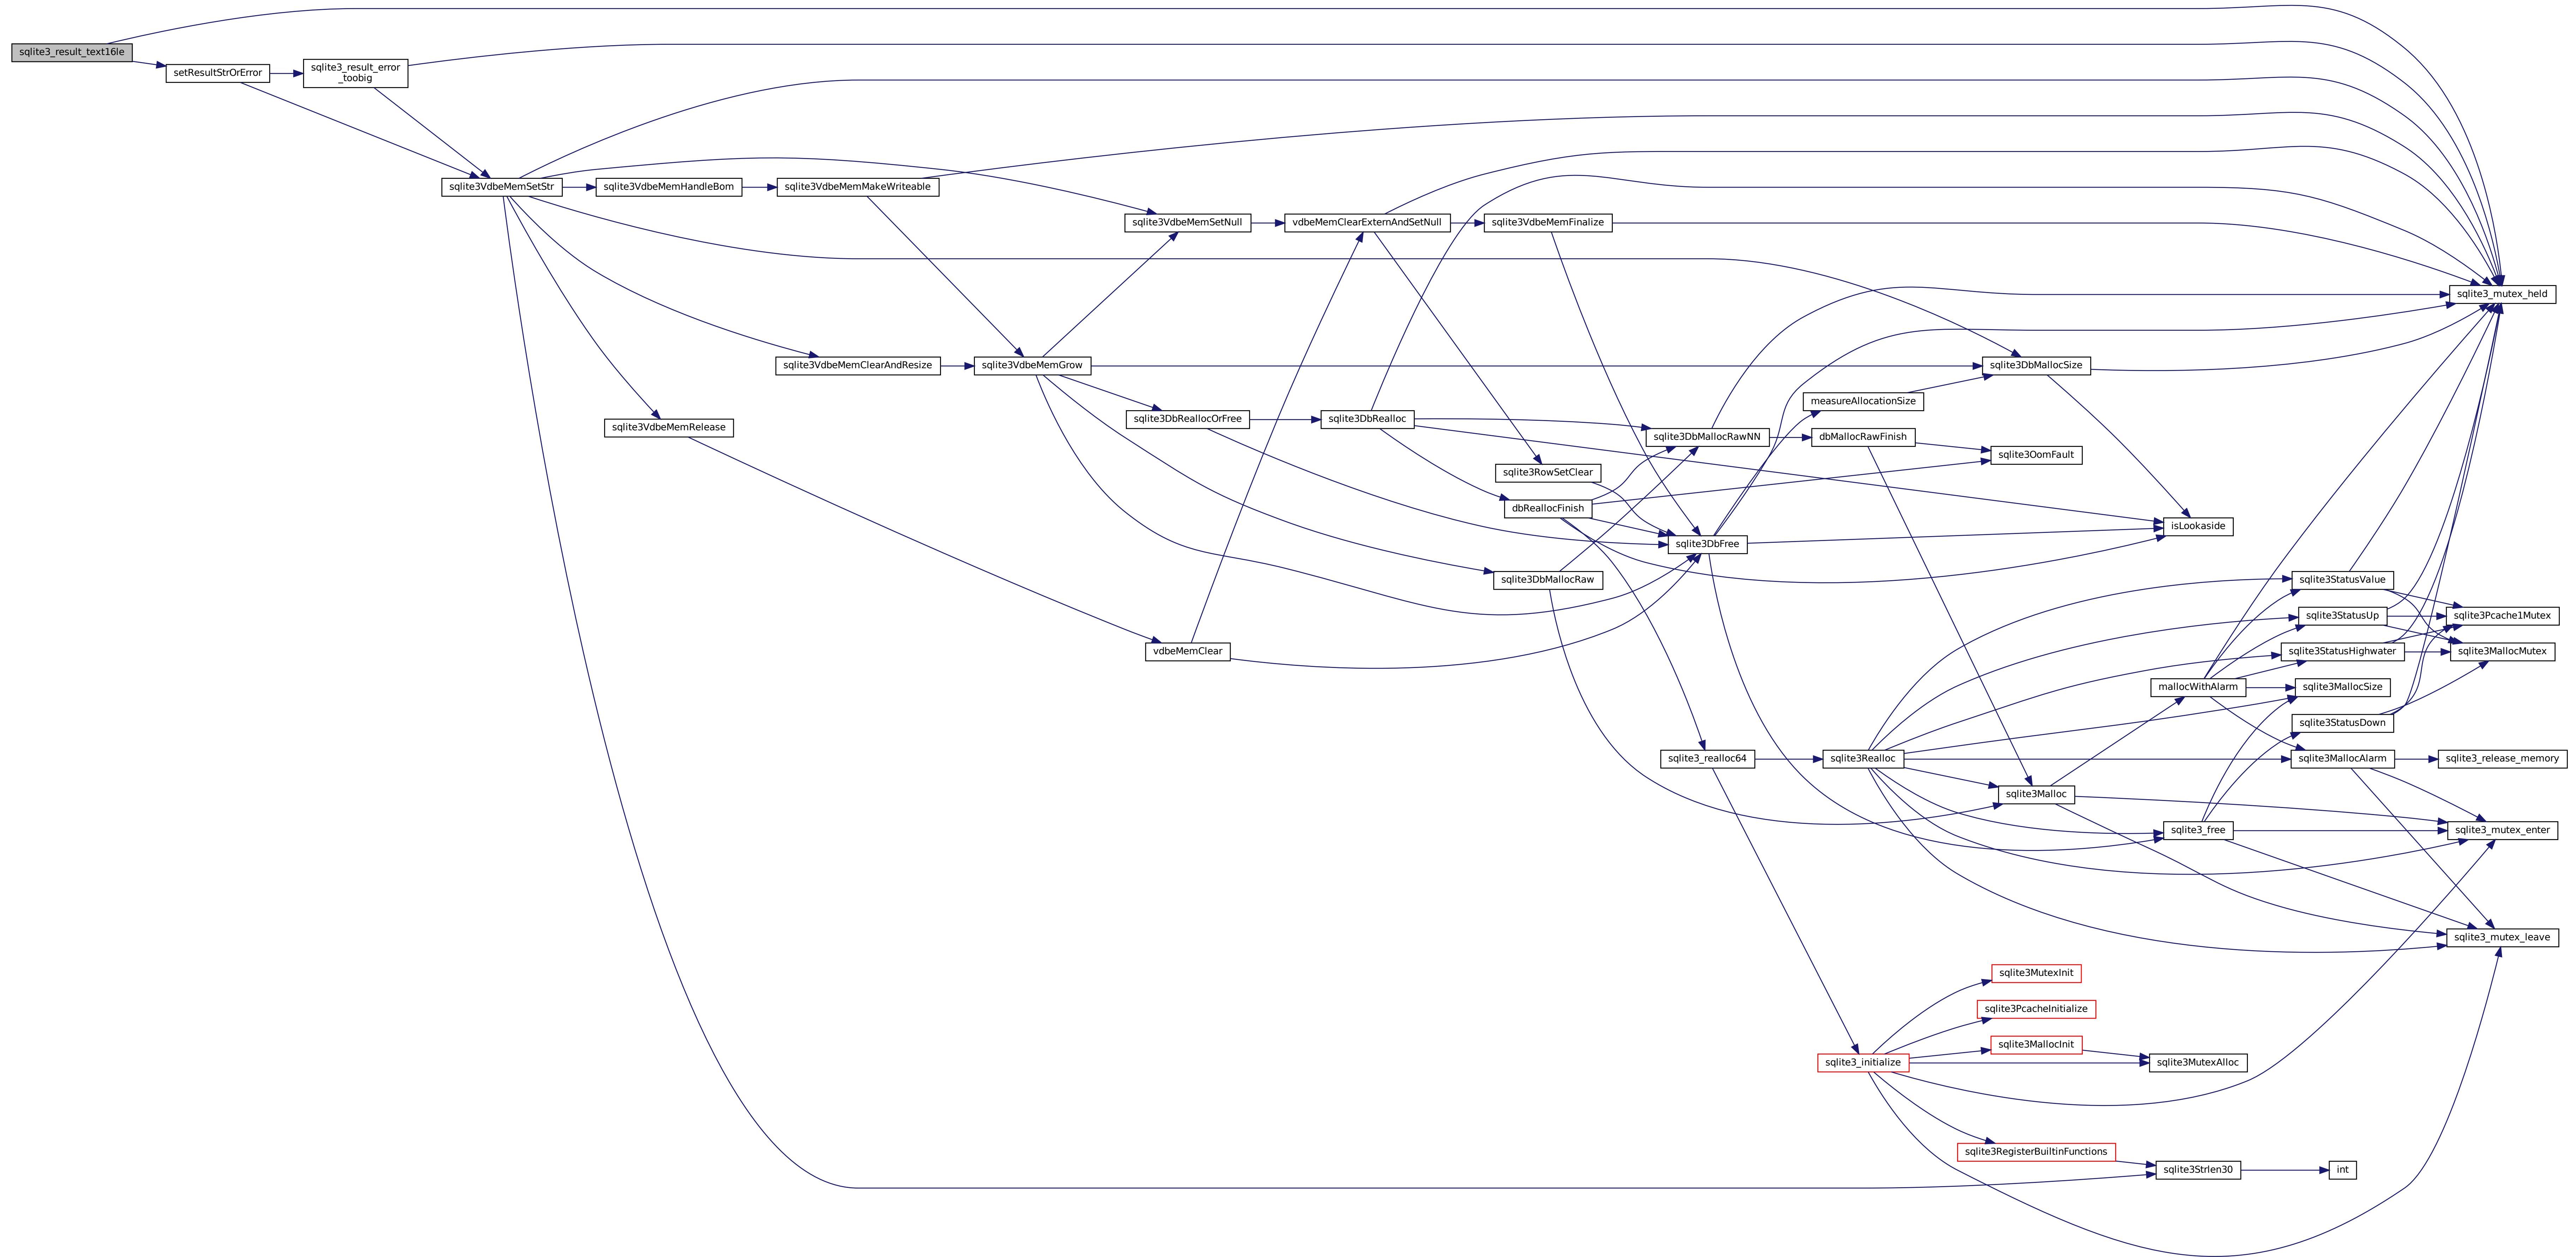 sqlite3_result_text16le
setResultStrOrError
sqlite3_result_error
_toobig
sqlite3VdbeMemSetStr
sqlite3VdbeMemHandleBom
sqlite3VdbeMemMakeWriteable
sqlite3VdbeMemSetNull
vdbeMemClearExternAndSetNull
sqlite3VdbeMemFinalize
sqlite3_mutex_held
sqlite3VdbeMemClearAndResize
sqlite3VdbeMemGrow
sqlite3DbMallocSize
measureAllocationSize
sqlite3VdbeMemRelease
sqlite3DbReallocOrFree
sqlite3DbRealloc
sqlite3DbMallocRawNN
dbMallocRawFinish
sqlite3OomFault
sqlite3RowSetClear
dbReallocFinish
isLookaside
sqlite3DbFree
sqlite3DbMallocRaw
sqlite3StatusValue
sqlite3StatusUp
sqlite3Pcache1Mutex
vdbeMemClear
sqlite3StatusHighwater
sqlite3MallocMutex
mallocWithAlarm
sqlite3MallocSize
sqlite3StatusDown
sqlite3_realloc64
sqlite3Realloc
sqlite3MallocAlarm
sqlite3_release_memory
sqlite3Malloc
sqlite3_free
sqlite3_mutex_enter
sqlite3_mutex_leave
sqlite3MutexInit
sqlite3PcacheInitialize
sqlite3MallocInit
sqlite3_initialize
sqlite3MutexAlloc
sqlite3RegisterBuiltinFunctions
sqlite3Strlen30
int